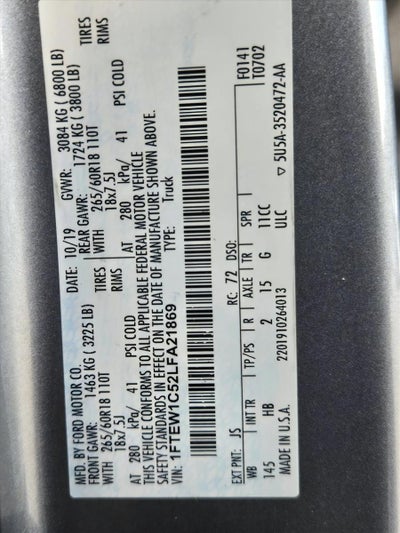 MFD. BY FORD MOTOR CO.
DATE: 10/19 GVWR: 3084 KG ( 6800 LB)
FRONT GAWR: 1463 KG ( 3225 LB) REAR GAWR: 1724 KG ( 3800 LB)
WITH 265/60R18 110T TIRES WITH 265/60R18 110T TIRES
18x7.5J RIMS 18x7.5J RIMS
AT 280 kPa/ 41 PSI COLD AT 280 kPa/ 41 PSI COLD
THIS VEHICLE CONFORMS TO ALL APPLICABLE FEDERAL MOTOR VEHICLE
SAFETY STANDARDS IN EFFECT ON THE DATE OF MANUFACTURE SHOWN ABOVE.
VIN: 1FTEW1C52LFA21869 TYPE: Truck
F0141
T0702
EXT PNT: JS RC: 72 DSO:
WB INT TR TP/PS R AXLE TR SPR
145 HB 2 15 G 11CC
ULC
MADE IN U.S.A. 2201910264013 ▽ 5U5A-3520472-AA